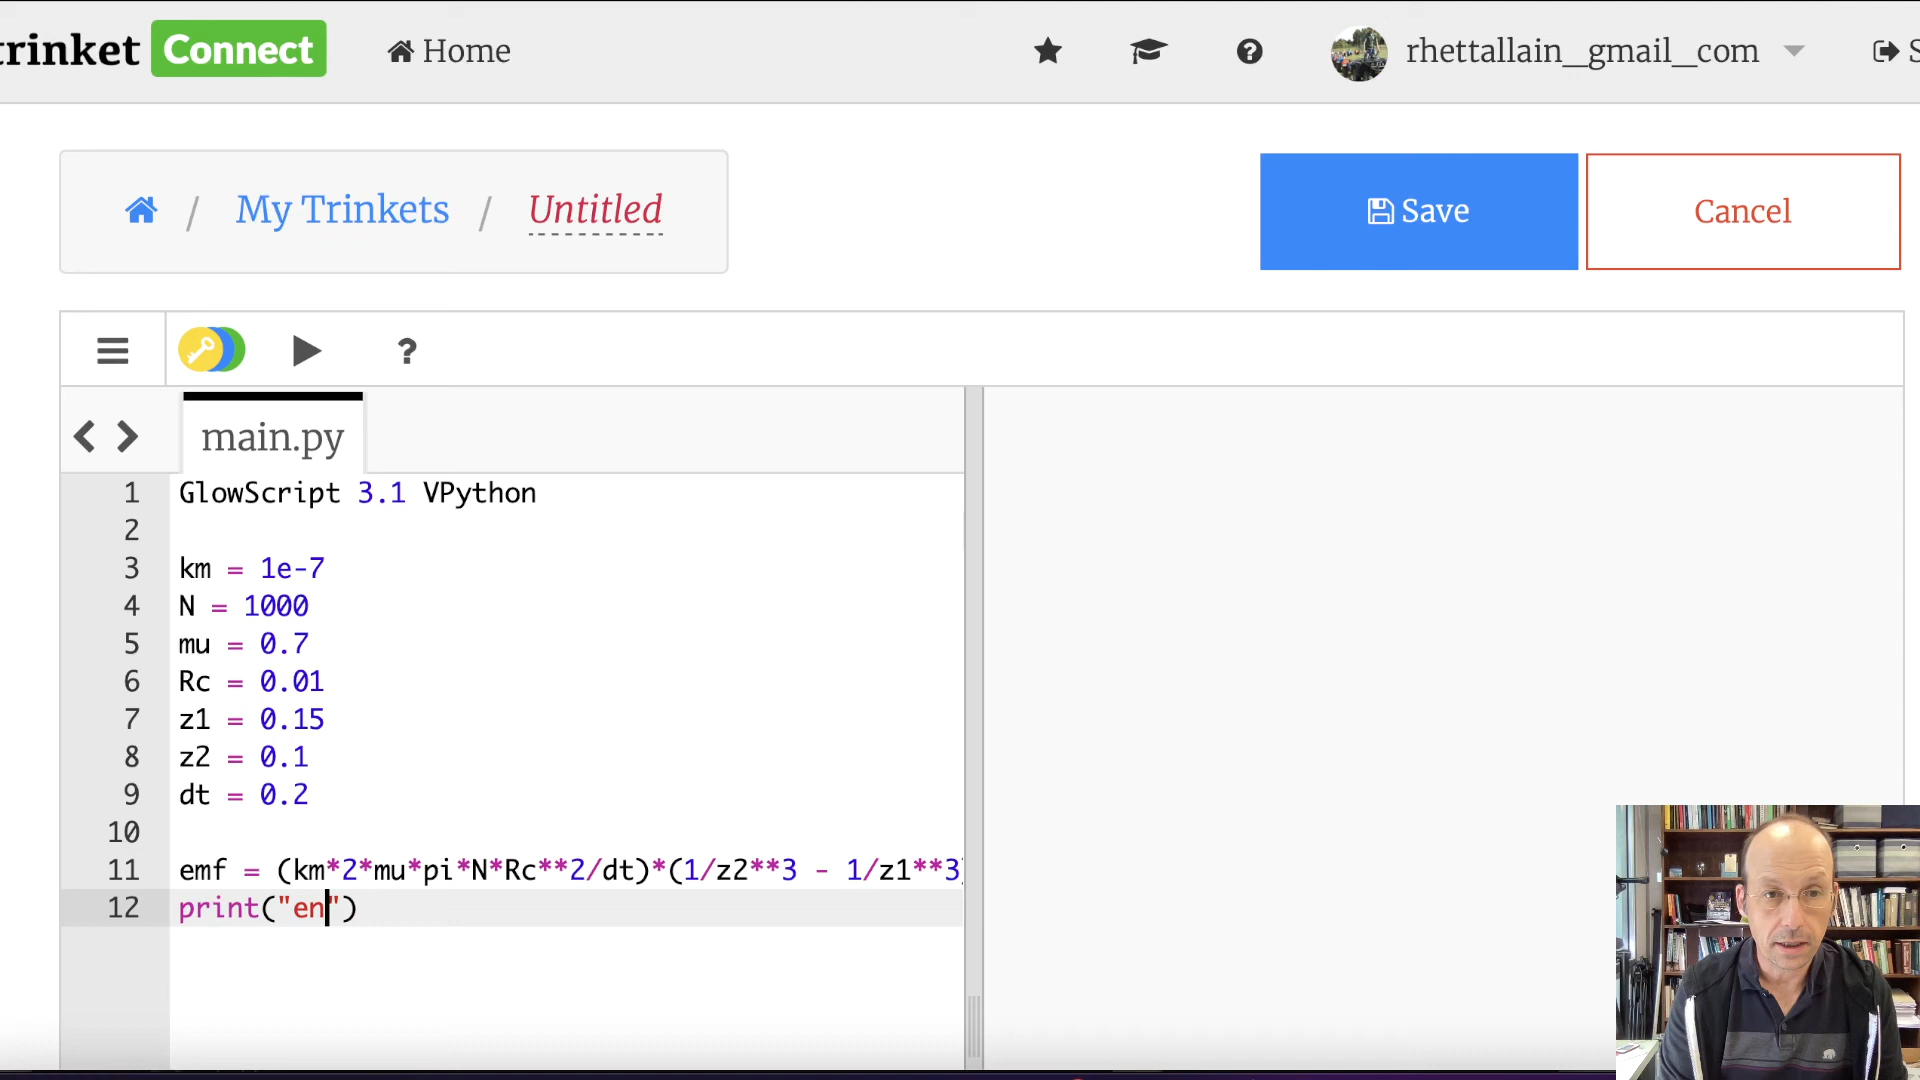 trinket Connect Home rhettallain_gmail_com S
/ My Trinkets / Untitled Save Cancel
?
main.py
1 GlowScript 3.1 VPython
2
3 km = 1e-7
4 N = 1000
5 mu = 0.7
6 Rc = 0.01
7 z1 = 0.15
8 z2 = 0.1
9 dt = 0.2
10
11 emf = (km*2*mu*pi*N*Rc**2/dt)*(1/z2**3 - 1/z1**3)
12 print("en")